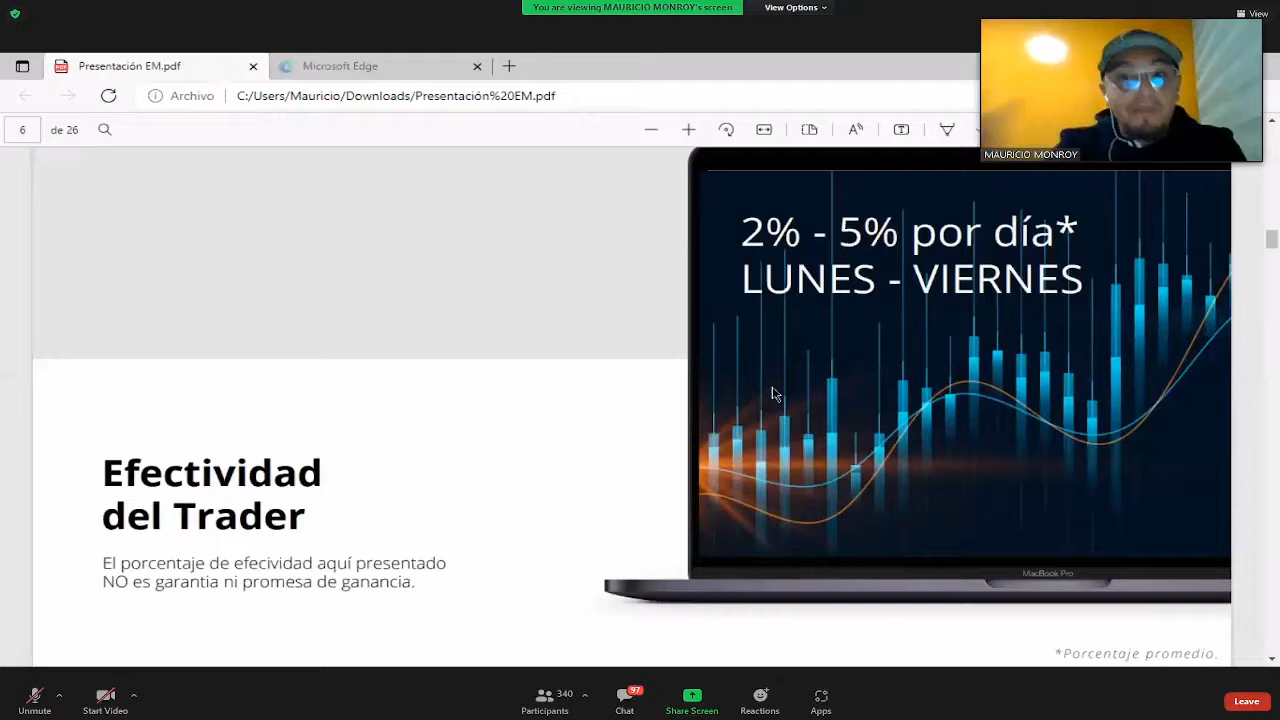 You are viewing MAURICIO MONROY's screen
View Options
View
Presentación EM.pdf
Microsoft Edge
Archivo
C:/Users/Mauricio/Downloads/Presentación%20EM.pdf
6
de 26
MAURICIO MONROY
2% - 5% por día*
LUNES - VIERNES
Efectividad
del Trader
El porcentaje de efecividad aquí presentado
NO es garantia ni promesa de ganancia.
MacBook Pro
*Porcentaje promedio.
Unmute
Start Video
Participants
340
Chat
97
Share Screen
Reactions
Apps
Leave